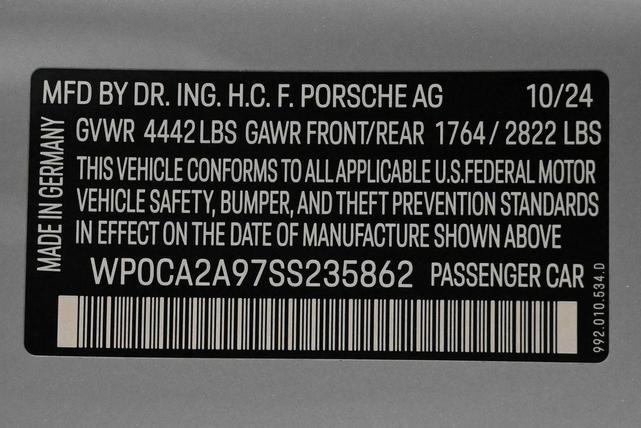 MFD BY DR. ING. H.C. F. PORSCHE AG 10/24
GVWR 4442 LBS GAWR FRONT/REAR 1764 / 2822 LBS
THIS VEHICLE CONFORMS TO ALL APPLICABLE U.S.FEDERAL MOTOR
VEHICLE SAFETY, BUMPER, AND THEFT PREVENTION STANDARDS
IN EFFECT ON THE DATE OF MANUFACTURE SHOWN ABOVE
WP0CA2A97SS235862 PASSENGER CAR
MADE IN GERMANY
992.010.534.D